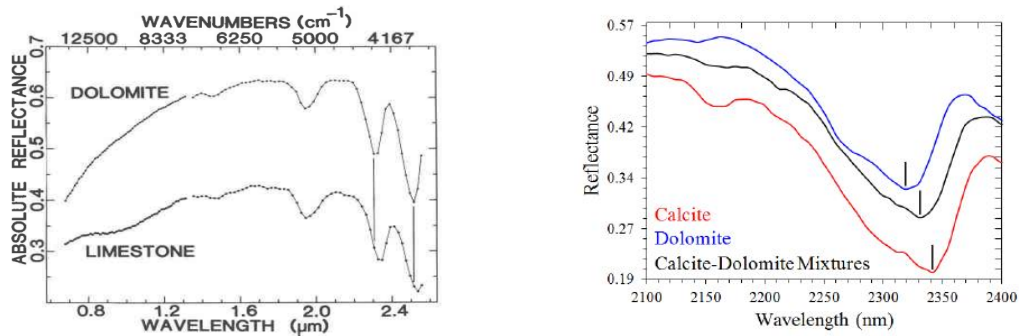 WAVENUMBERS (cm⁻¹)
12500 8333 6250 5000 4167
ABSOLUTE REFLECTANCE
0.7
0.6
0.5
0.4
0.3
DOLOMITE
LIMESTONE
0.8 1.2 1.6 2.0 2.4
WAVELENGTH (μm)
Reflectance
0.57
0.49
0.42
0.34
0.27
0.19
Calcite
Dolomite
Calcite-Dolomite Mixtures
2100 2150 2200 2250 2300 2350 2400
Wavelength (nm)